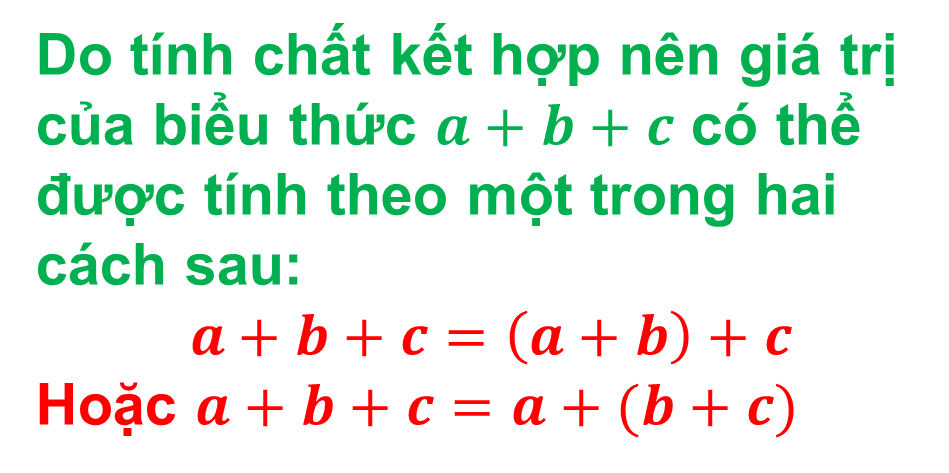 Do tính chất kết hợp nên giá trị
của biểu thức a + b + c có thể
được tính theo một trong hai
cách sau:
a + b + c = (a + b) + c
Hoặc a + b + c = a + (b + c)